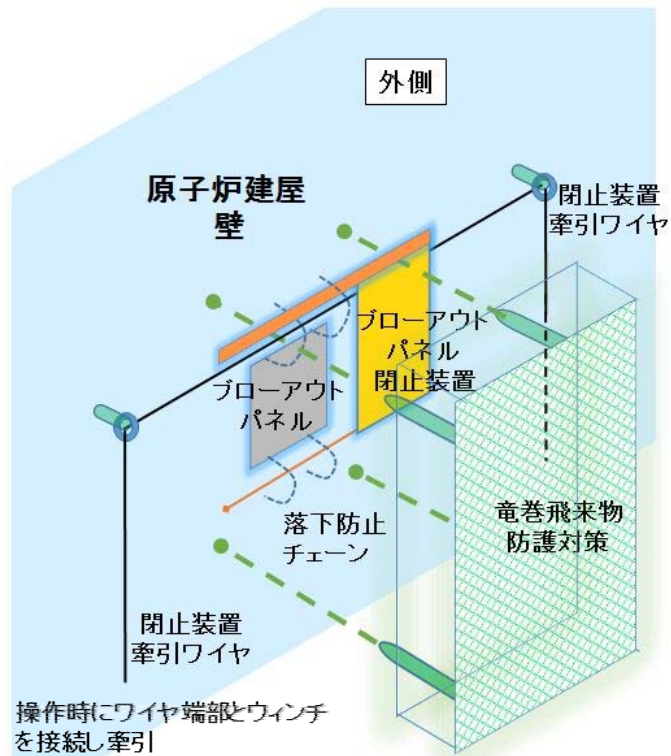 外側
原子炉建屋
壁
閉止装置
牽引ワイヤ
ブローアウト
パネル
閉止装置
ブローアウト
パネル
竜巻飛来物
防護対策
落下防止
チェーン
閉止装置
牽引ワイヤ
操作時にワイヤ端部とウィンチ
を接続し牽引